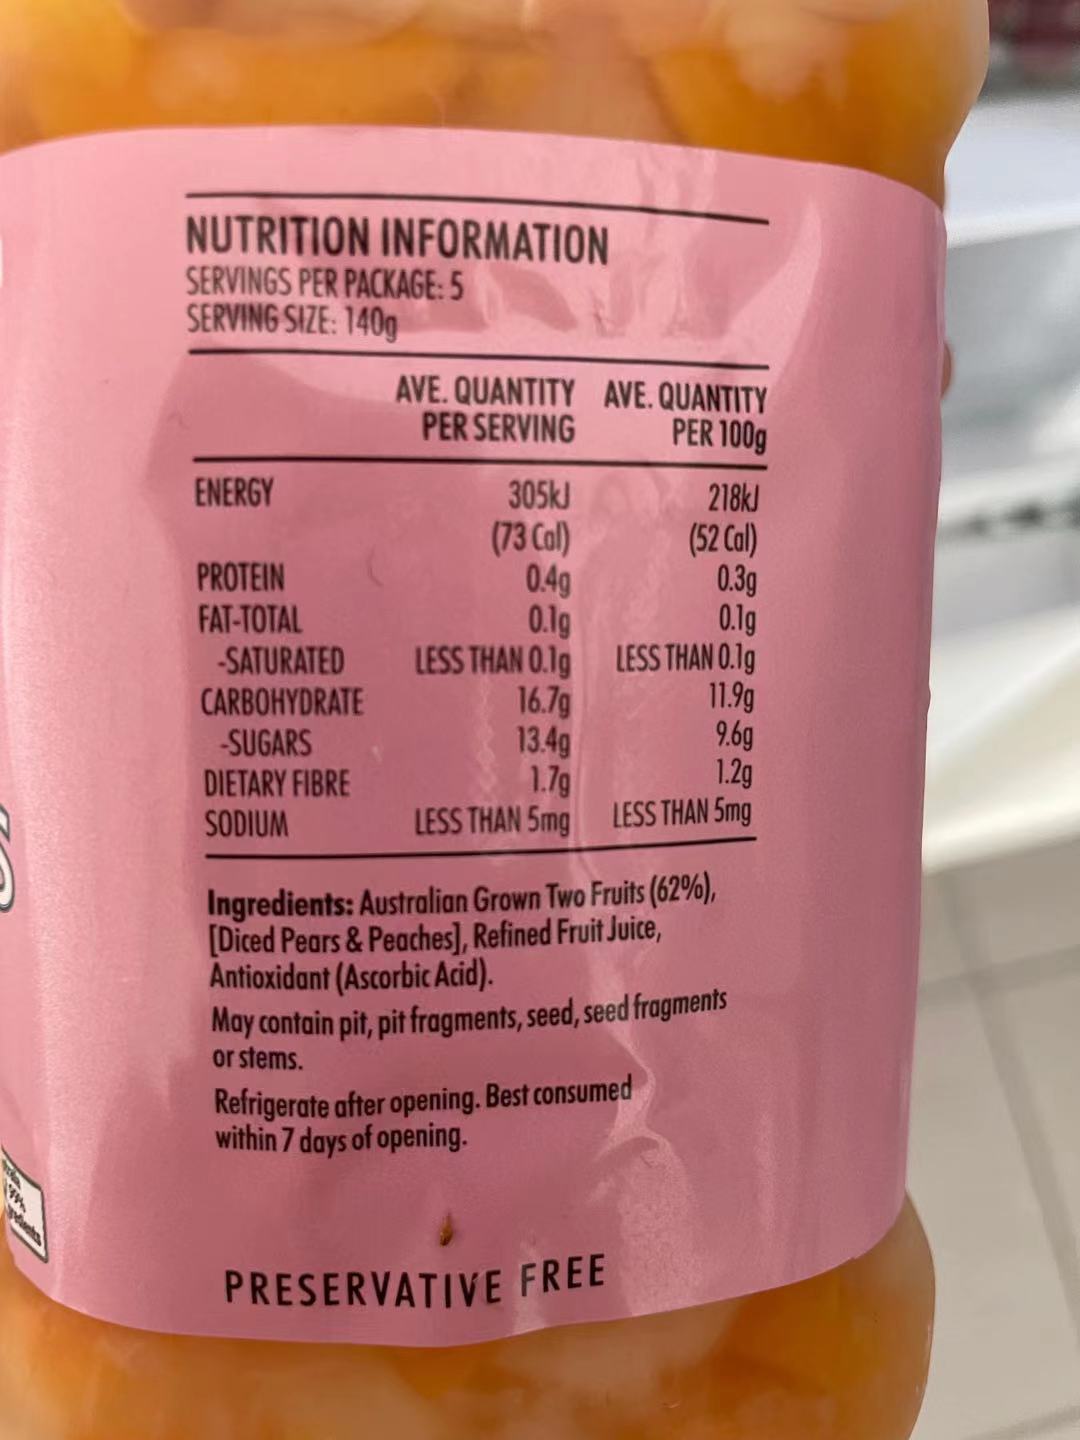 NUTRITION INFORMATION
SERVINGS PER PACKAGE: 5
SERVING SIZE: 140g
AVE. QUANTITY AVE. QUANTITY
PER SERVING PER 100g
ENERGY 305kJ 218kJ
(73 Cal) (52 Cal)
PROTEIN 0.4g 0.3g
FAT-TOTAL 0.1g 0.1g
-SATURATED LESS THAN 0.1g LESS THAN 0.1g
CARBOHYDRATE 16.7g 11.9g
-SUGARS 13.4g 9.6g
DIETARY FIBRE 1.7g 1.2g
SODIUM LESS THAN 5mg LESS THAN 5mg
Ingredients: Australian Grown Two Fruits (62%),
[Diced Pears & Peaches], Refined Fruit Juice,
Antioxidant (Ascorbic Acid).
May contain pit, pit fragments, seed, seed fragments
or stems.
Refrigerate after opening. Best consumed
within 7 days of opening.
PRESERVATIVE FREE